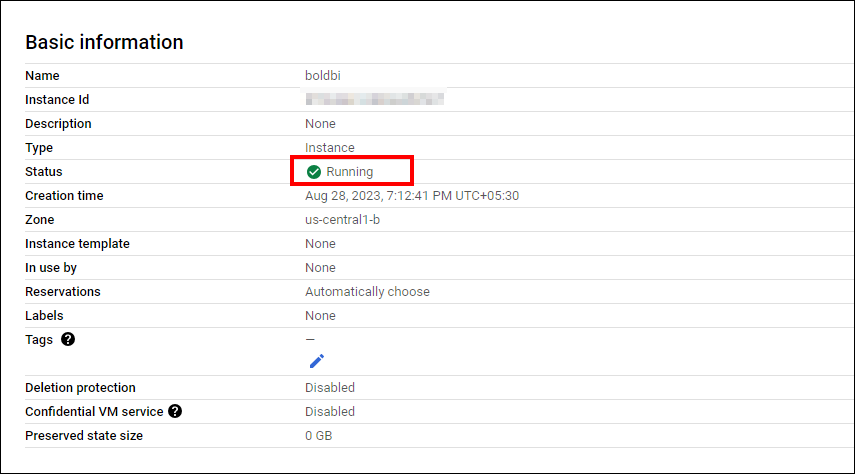 Basic information
Name boldbi
Instance Id
Description None
Type Instance
Status Running
Creation time Aug 28, 2023, 7:12:41 PM UTC+05:30
Zone us-central1-b
Instance template None
In use by None
Reservations Automatically choose
Labels None
Tags ? —
Deletion protection Disabled
Confidential VM service ? Disabled
Preserved state size 0 GB